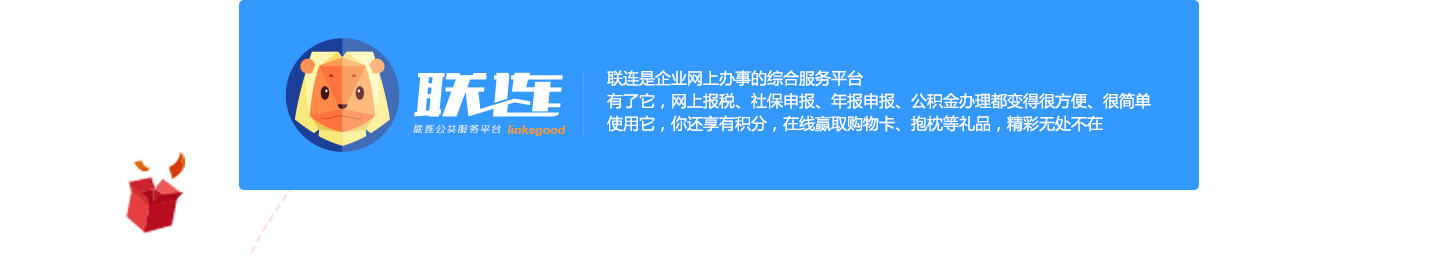 联连
联连公共服务平台 linksgood
联连是企业网上办事的综合服务平台
有了它，网上报税、社保申报、年报申报、公积金办理都变得很方便、很简单
使用它，你还享有积分，在线赢取购物卡、抱枕等礼品，精彩无处不在